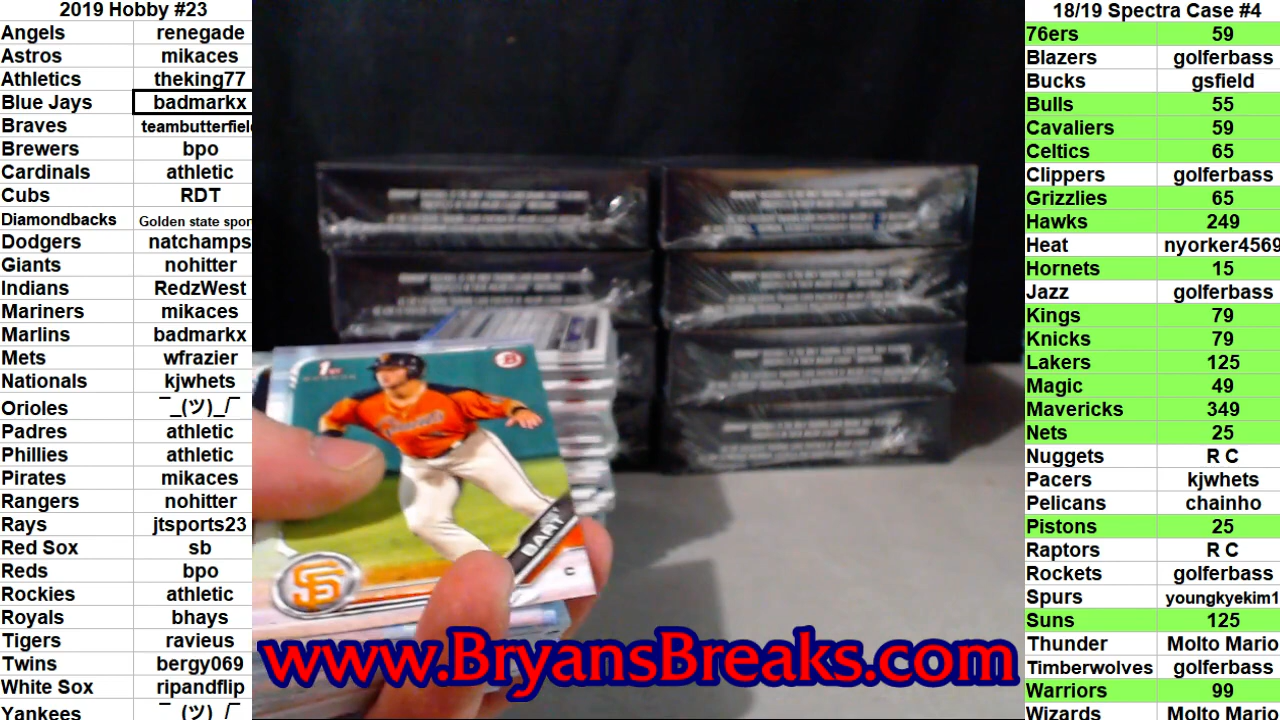 2019 Hobby #23
Angels renegade
Astros mikaces
Athletics theking77
Blue Jays badmarkx
Braves teambutterfiel
Brewers bpo
Cardinals athletic
Cubs RDT
Diamondbacks Golden state spor
Dodgers natchamps
Giants nohitter
Indians RedzWest
Mariners mikaces
Marlins badmarkx
Mets wfrazier
Nationals kjwhets
Orioles ¯_(ツ)_/¯
Padres athletic
Phillies athletic
Pirates mikaces
Rangers nohitter
Rays jtsports23
Red Sox sb
Reds bpo
Rockies athletic
Royals bhays
Tigers ravieus
Twins bergy069
White Sox ripandflip
Yankees ¯_(ツ)_/¯
1st
B
BART
C
SF
www.BryansBreaks.com
18/19 Spectra Case #4
76ers 59
Blazers golferbass
Bucks gsfield
Bulls 55
Cavaliers 59
Celtics 65
Clippers golferbass
Grizzlies 65
Hawks 249
Heat nyorker4569
Hornets 15
Jazz golferbass
Kings 79
Knicks 79
Lakers 125
Magic 49
Mavericks 349
Nets 25
Nuggets R C
Pacers kjwhets
Pelicans chainho
Pistons 25
Raptors R C
Rockets golferbass
Spurs youngkyekim1
Suns 125
Thunder Molto Mario
Timberwolves golferbass
Warriors 99
Wizards Molto Mario